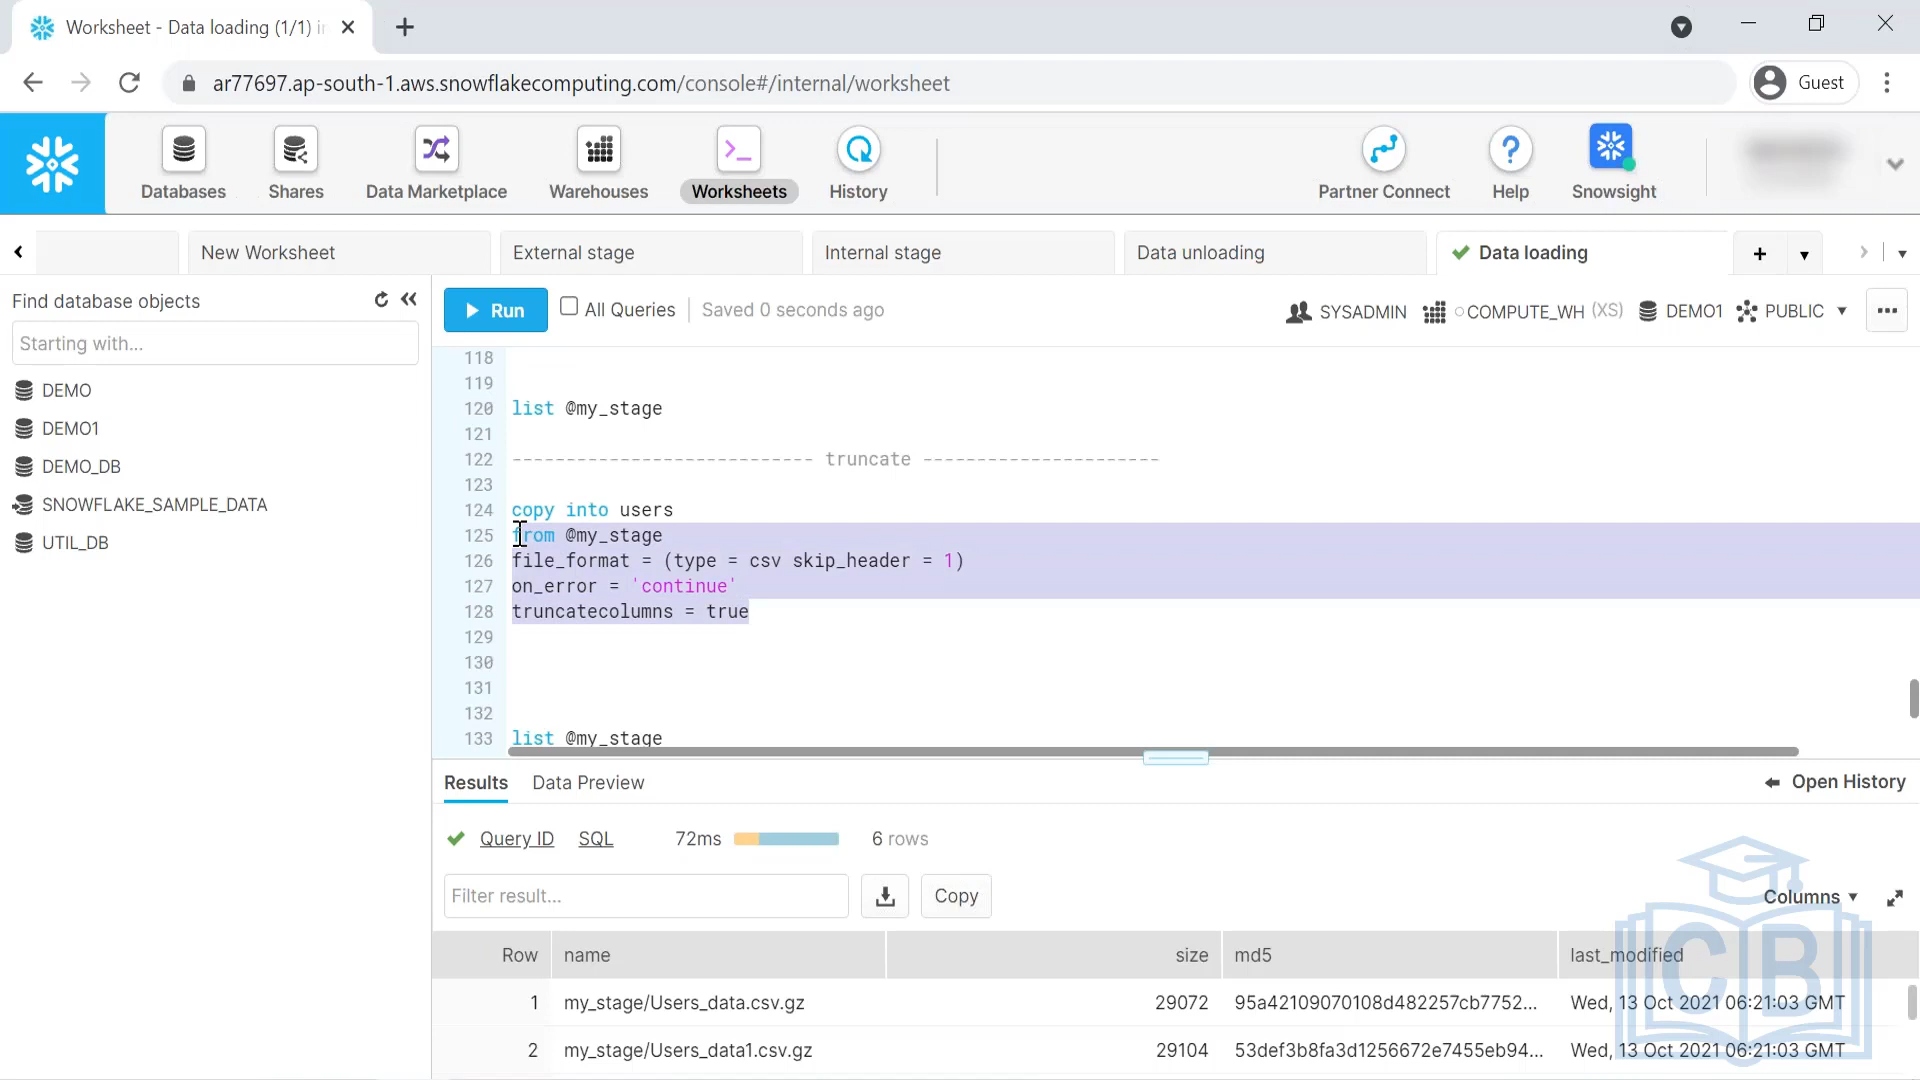 Worksheet - Data loading (1/1) i
ar77697.ap-south-1.aws.snowflakecomputing.com/console#/internal/worksheet
Guest
Databases
Shares
Data Marketplace
Warehouses
Worksheets
History
Partner Connect
Help
Snowsight
New Worksheet
External stage
Internal stage
Data unloading
Data loading
Find database objects
Starting with...
DEMO
DEMO1
DEMO_DB
SNOWFLAKE_SAMPLE_DATA
UTIL_DB
Run
All Queries
Saved 0 seconds ago
SYSADMIN
COMPUTE_WH (XS)
DEMO1
PUBLIC
118
119
120 list @my_stage
121
122 ---------------------------- truncate ----------------------
123
124 copy into users
125 from @my_stage
126 file_format = (type = csv skip_header = 1)
127 on_error = 'continue'
128 truncatecolumns = true
129
130
131
132
133 list @my_stage
Results
Data Preview
Open History
Query ID
SQL
72ms
6 rows
Filter result...
Copy
Columns
Row name size md5 last_modified
1 my_stage/Users_data.csv.gz 29072 95a42109070108d482257cb7752... Wed, 13 Oct 2021 06:21:03 GMT
2 my_stage/Users_data1.csv.gz 29104 53def3b8fa3d1256672e7455eb94... Wed, 13 Oct 2021 06:21:03 GMT
CB